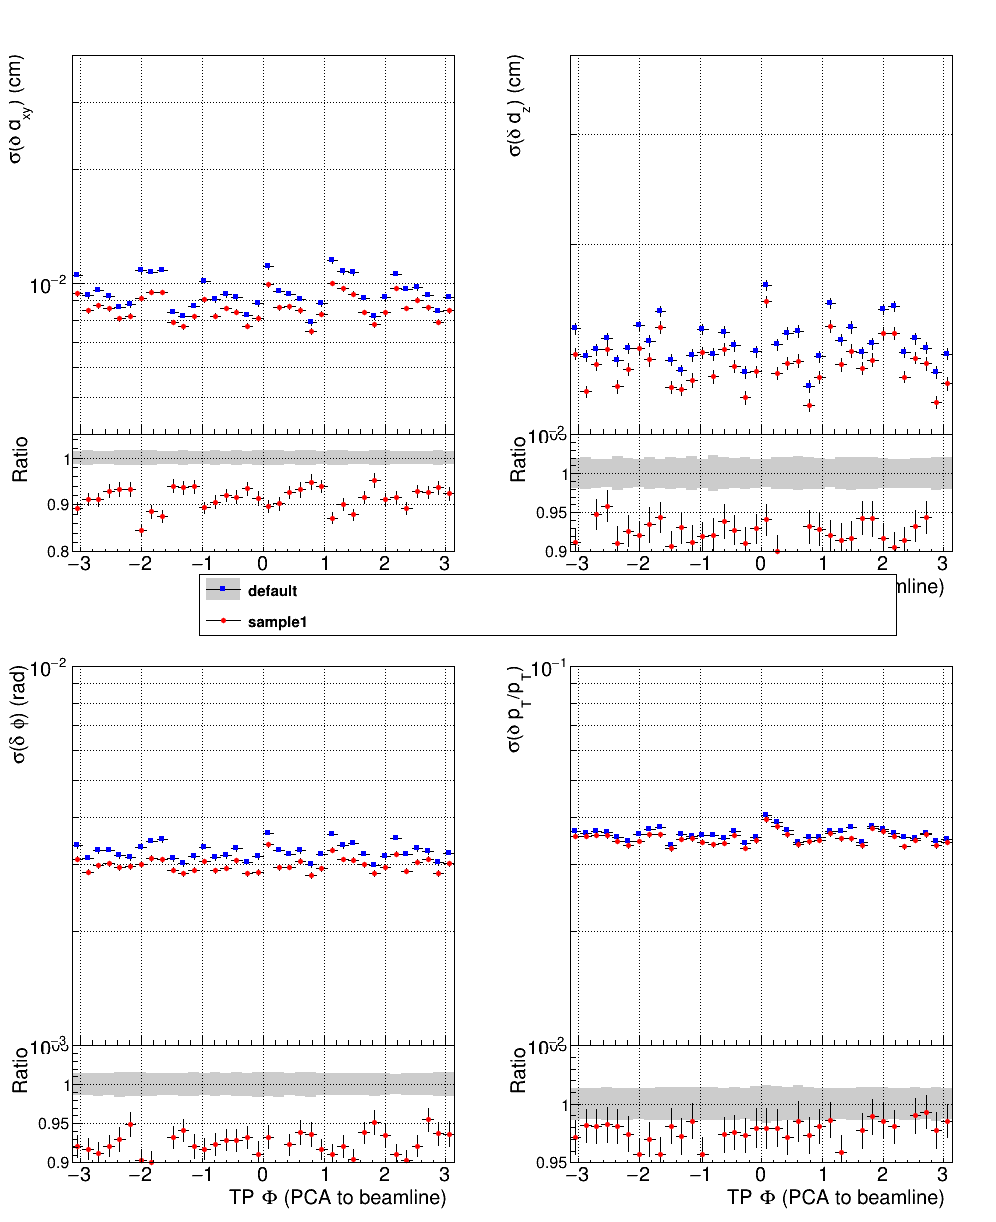 σ(δ d_xy) (cm)
10^−2
Ratio
1
0.9
0.8
−3 −2 −1 0 1 2 3
σ(δ d_z) (cm)
10^−2
Ratio
1
0.95
0.9
−3 −2 −1 0 1 2 3
mline)
default
sample1
σ(δ φ) (rad)
10^−2
10^−3
Ratio
1
0.95
0.9
−3 −2 −1 0 1 2 3
TP Φ (PCA to beamline)
σ(δ p_T/p_T)
10^−1
10^−2
Ratio
1
0.95
−3 −2 −1 0 1 2 3
TP Φ (PCA to beamline)